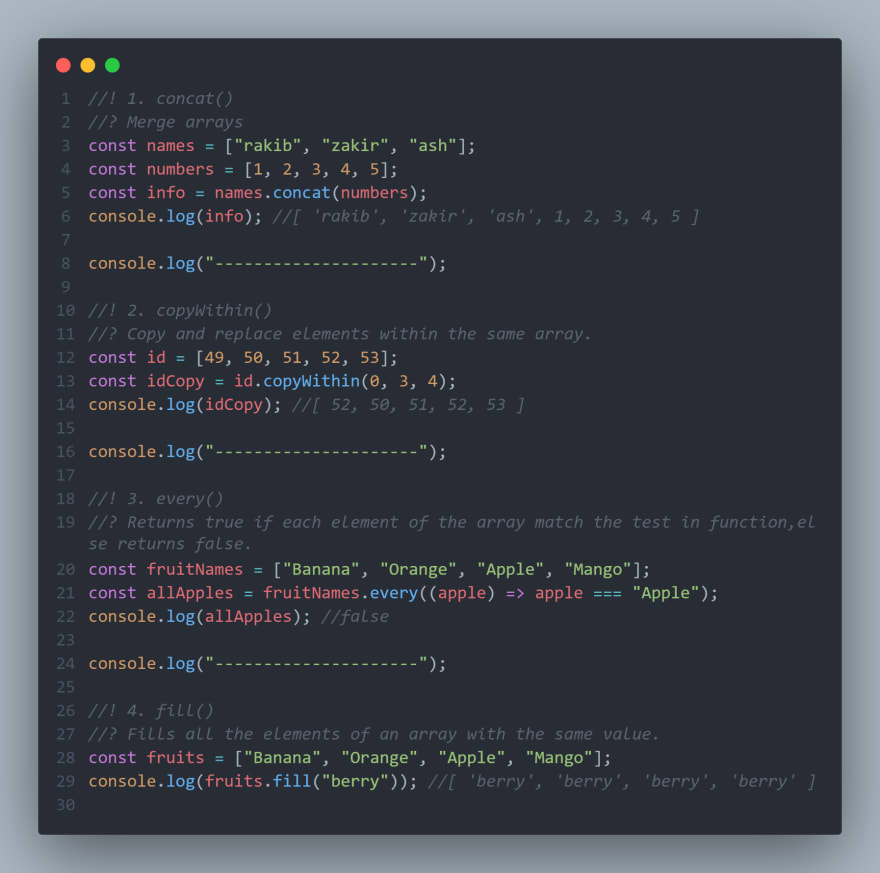 1 //! 1. concat()
2 //? Merge arrays
3 const names = ["rakib", "zakir", "ash"];
4 const numbers = [1, 2, 3, 4, 5];
5 const info = names.concat(numbers);
6 console.log(info); //[ 'rakib', 'zakir', 'ash', 1, 2, 3, 4, 5 ]
7
8 console.log("---------------------");
9
10 //! 2. copyWithin()
11 //? Copy and replace elements within the same array.
12 const id = [49, 50, 51, 52, 53];
13 const idCopy = id.copyWithin(0, 3, 4);
14 console.log(idCopy); //[ 52, 50, 51, 52, 53 ]
15
16 console.log("---------------------");
17
18 //! 3. every()
19 //? Returns true if each element of the array match the test in function,el
se returns false.
20 const fruitNames = ["Banana", "Orange", "Apple", "Mango"];
21 const allApples = fruitNames.every((apple) => apple === "Apple");
22 console.log(allApples); //false
23
24 console.log("---------------------");
25
26 //! 4. fill()
27 //? Fills all the elements of an array with the same value.
28 const fruits = ["Banana", "Orange", "Apple", "Mango"];
29 console.log(fruits.fill("berry")); //[ 'berry', 'berry', 'berry', 'berry' ]
30